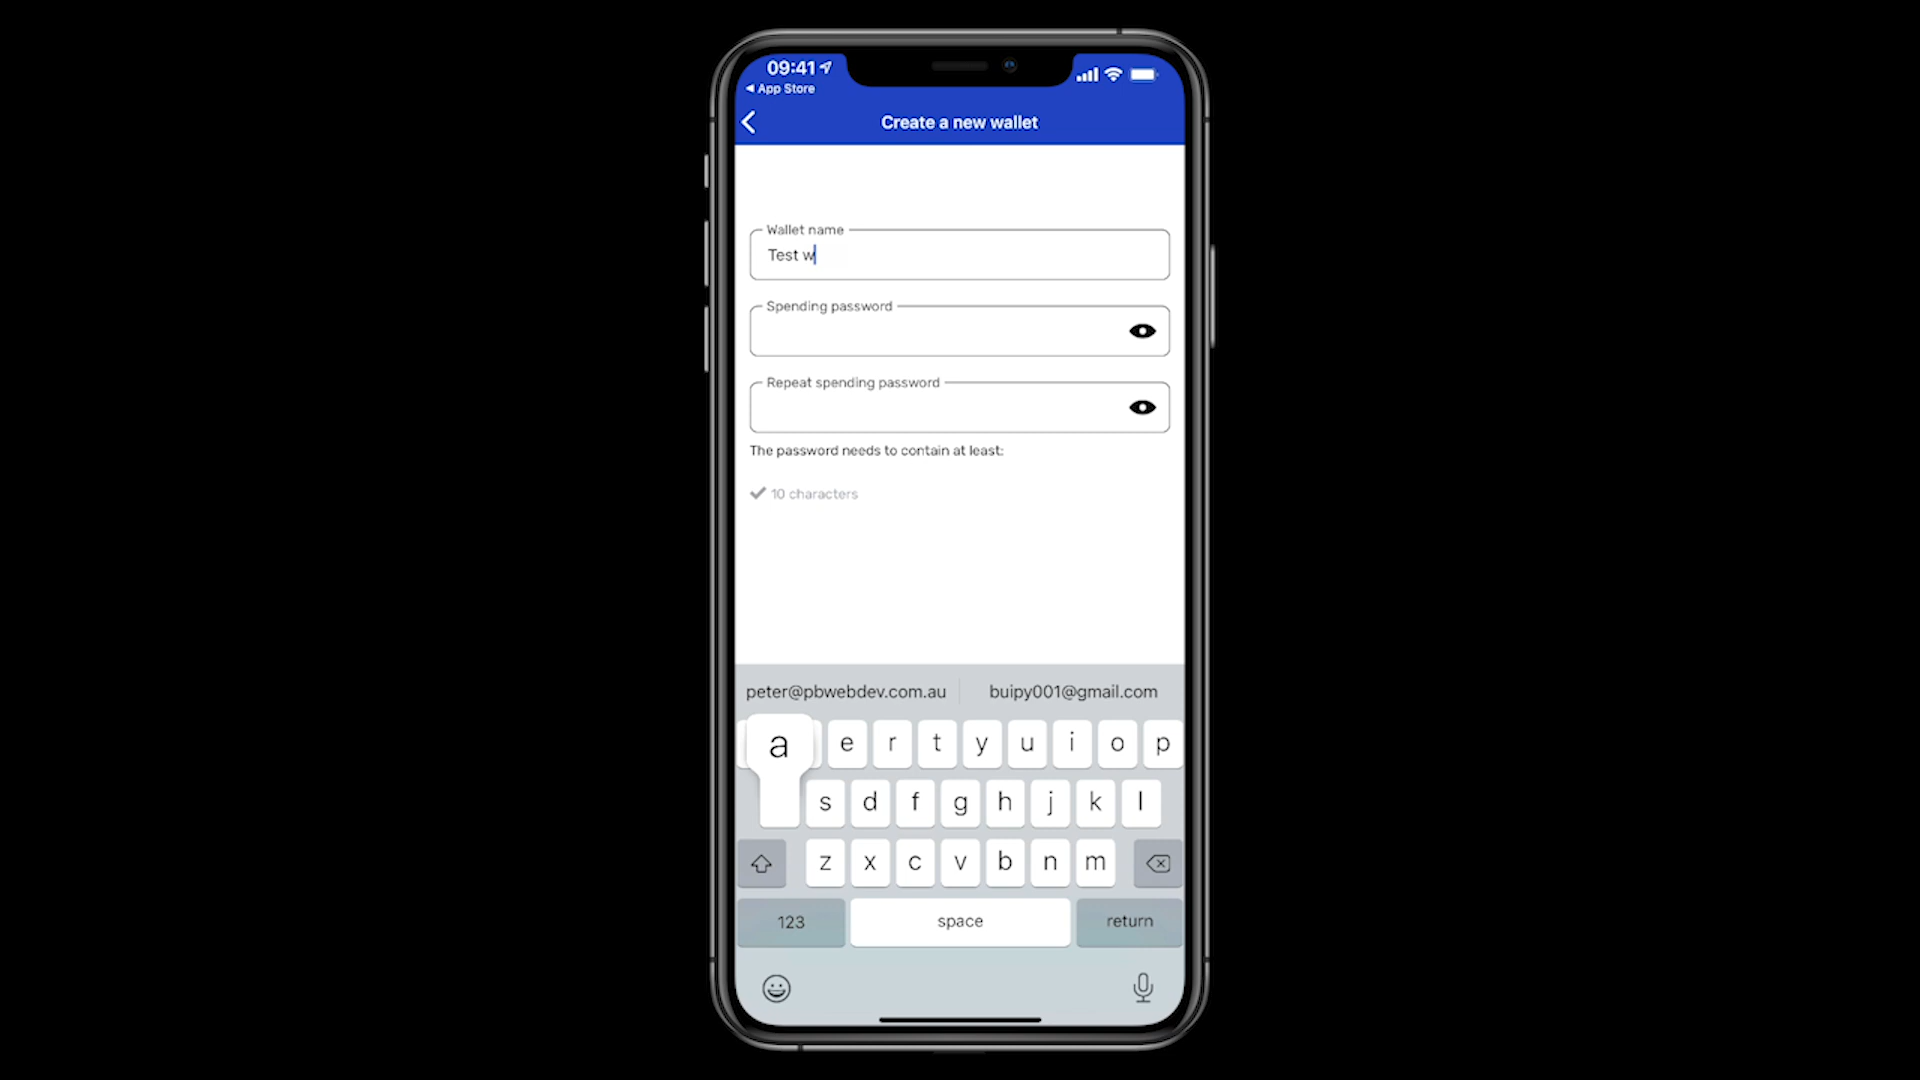 09:41
App Store
Create a new wallet
Wallet name
Test w
Spending password
Repeat spending password
The password needs to contain at least:
10 characters
peter@pbwebdev.com.au buipy001@gmail.com
a e r t y u i o p
s d f g h j k l
z x c v b n m
123 space return